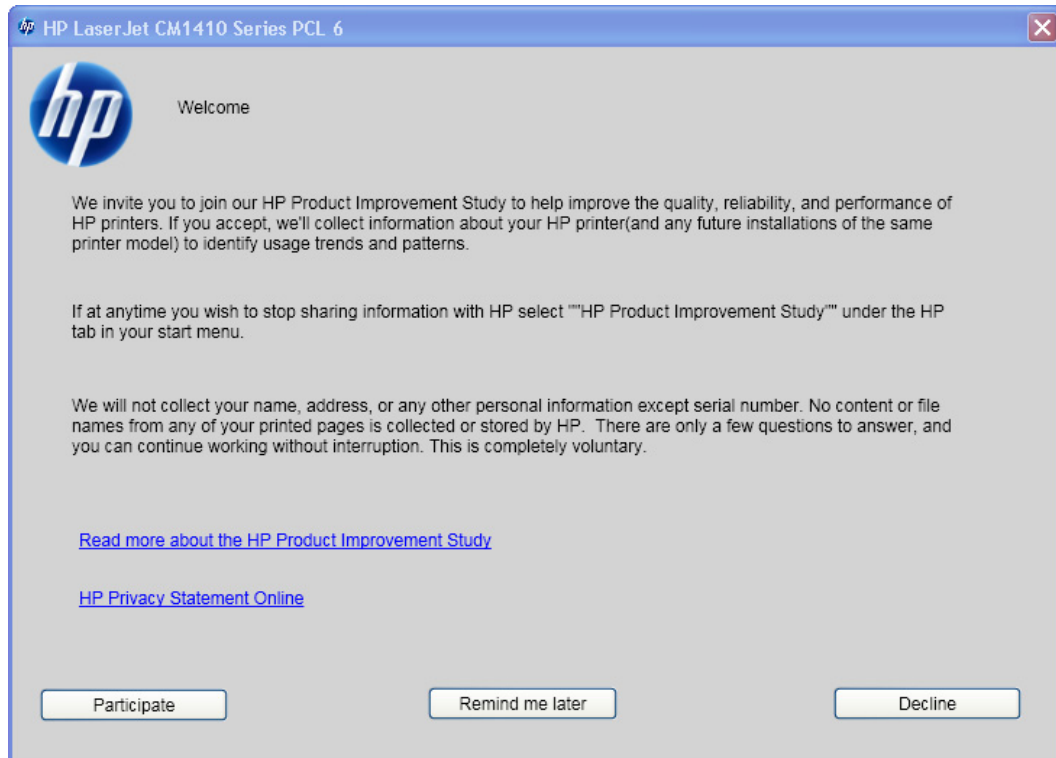 HP LaserJet CM1410 Series PCL 6
hp
Welcome
We invite you to join our HP Product Improvement Study to help improve the quality, reliability, and performance of
HP printers. If you accept, we'll collect information about your HP printer(and any future installations of the same
printer model) to identify usage trends and patterns.
If at anytime you wish to stop sharing information with HP select ""HP Product Improvement Study"" under the HP
tab in your start menu.
We will not collect your name, address, or any other personal information except serial number. No content or file
names from any of your printed pages is collected or stored by HP.  There are only a few questions to answer, and
you can continue working without interruption. This is completely voluntary.
Read more about the HP Product Improvement Study
HP Privacy Statement Online
Participate
Remind me later
Decline